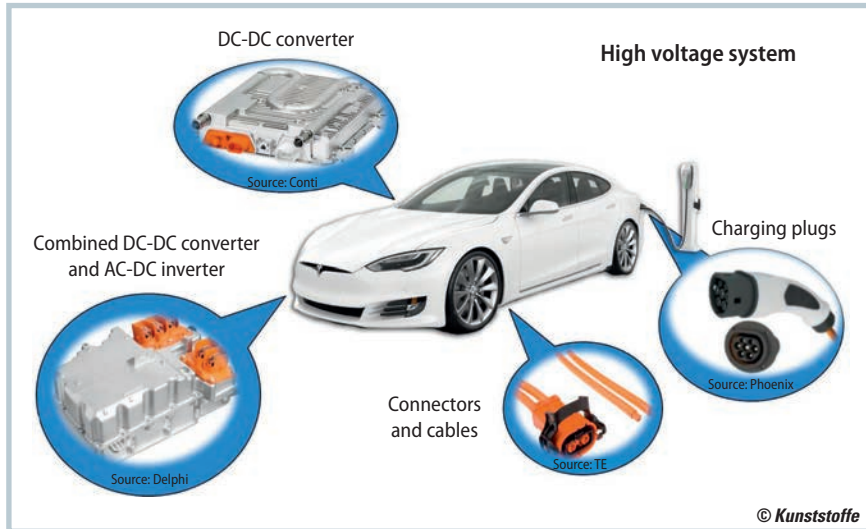 DC-DC converter
High voltage system
Source: Conti
Combined DC-DC converter
and AC-DC inverter
Charging plugs
Source: Phoenix
Connectors
and cables
Source: TE
Source: Delphi
© Kunststoffe